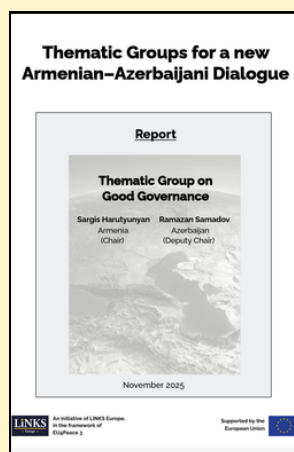 Thematic Groups for a new
Armenian–Azerbaijani Dialogue
Report
Thematic Group on
Good Governance
Sargis Harutyunyan
Armenia
(Chair)
Ramazan Samadov
Azerbaijan
(Deputy Chair)
November 2025
LINKS
Europe
An initiative of LINKS Europe,
in the framework of
EU4Peace 3
Supported by the
European Union